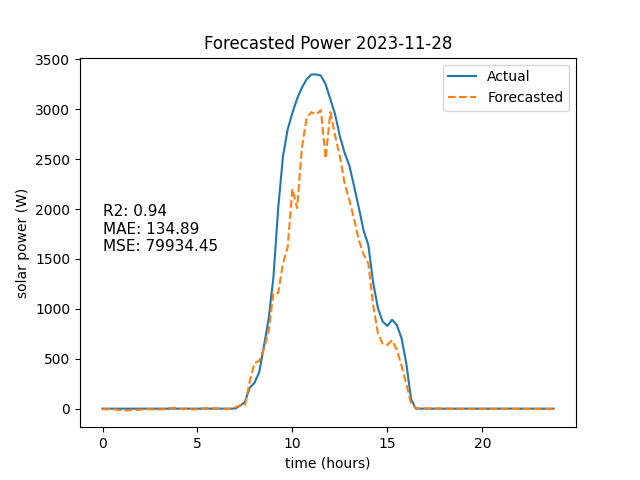 Forecasted Power 2023-11-28
3500
3000
2500
2000
1500
1000
500
0
solar power (W)
Actual
Forecasted
R2: 0.94
MAE: 134.89
MSE: 79934.45
0 5 10 15 20
time (hours)